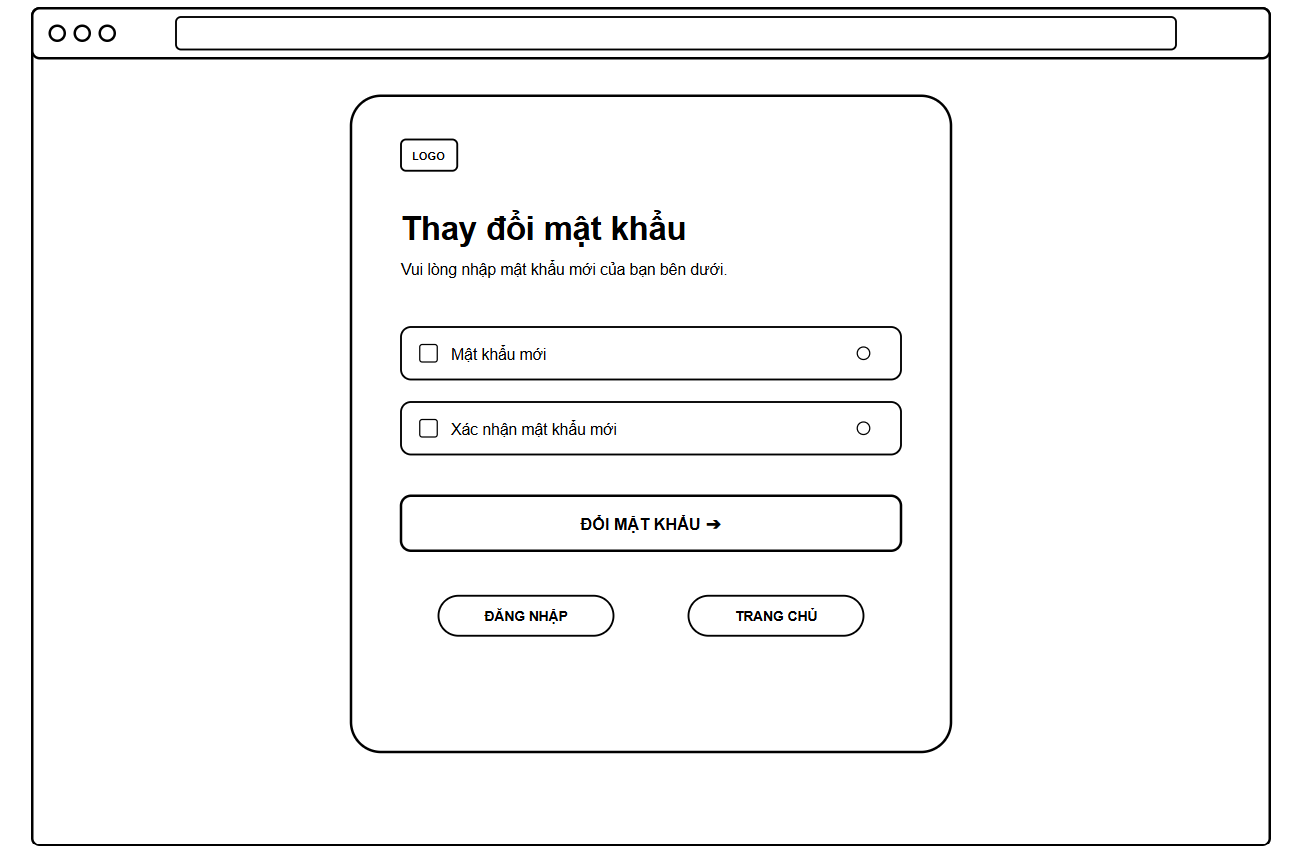 LOGO
Thay đổi mật khẩu
Vui lòng nhập mật khẩu mới của bạn bên dưới.
Mật khẩu mới
Xác nhận mật khẩu mới
ĐỔI MẬT KHẨU ➔
ĐĂNG NHẬP
TRANG CHỦ